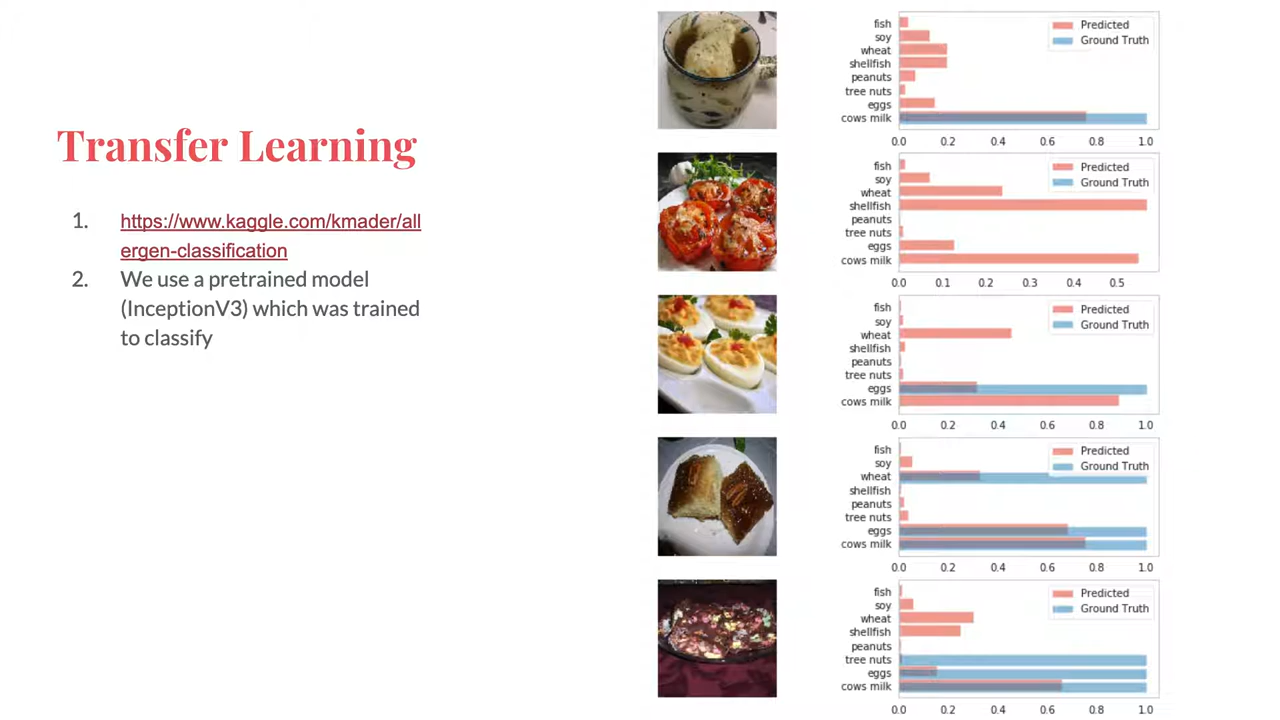 Transfer Learning
1. https://www.kaggle.com/kmader/all
ergen-classification
2. We use a pretrained model
(InceptionV3) which was trained
to classify
fish
soy
wheat
shellfish
peanuts
tree nuts
eggs
cows milk
Predicted
Ground Truth
0.0 0.2 0.4 0.6 0.8 1.0
fish
soy
wheat
shellfish
peanuts
tree nuts
eggs
cows milk
Predicted
Ground Truth
0.0 0.1 0.2 0.3 0.4 0.5
fish
soy
wheat
shellfish
peanuts
tree nuts
eggs
cows milk
Predicted
Ground Truth
0.0 0.2 0.4 0.6 0.8 1.0
fish
soy
wheat
shellfish
peanuts
tree nuts
eggs
cows milk
Predicted
Ground Truth
0.0 0.2 0.4 0.6 0.8 1.0
fish
soy
wheat
shellfish
peanuts
tree nuts
eggs
cows milk
Predicted
Ground Truth
0.0 0.2 0.4 0.6 0.8 1.0